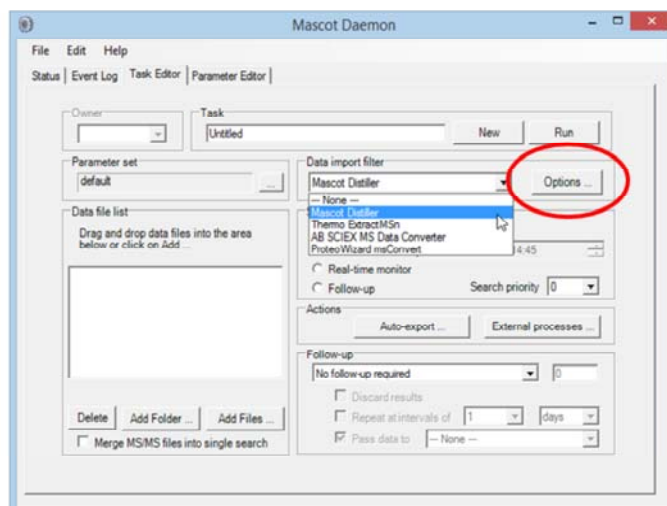 Mascot Daemon
File Edit Help
Status Event Log Task Editor Parameter Editor
Owner
Task
Untitled
New
Run
Parameter set
default
...
Data import filter
Mascot Distiller
Options ...
--- None ---
Mascot Distiller
Thermo ExtractMSn
AB SCIEX MS Data Converter
ProteoWizard msConvert
Data file list
Drag and drop data files into the area
below or click on Add ...
:45
Real-time monitor
Follow-up
Search priority 0
Actions
Auto-export ...
External processes ...
Follow-up
No follow-up required
0
Discard results
Repeat at intervals of 1 days
Pass data to --- None ---
Delete
Add Folder ...
Add Files ...
Merge MS/MS files into single search